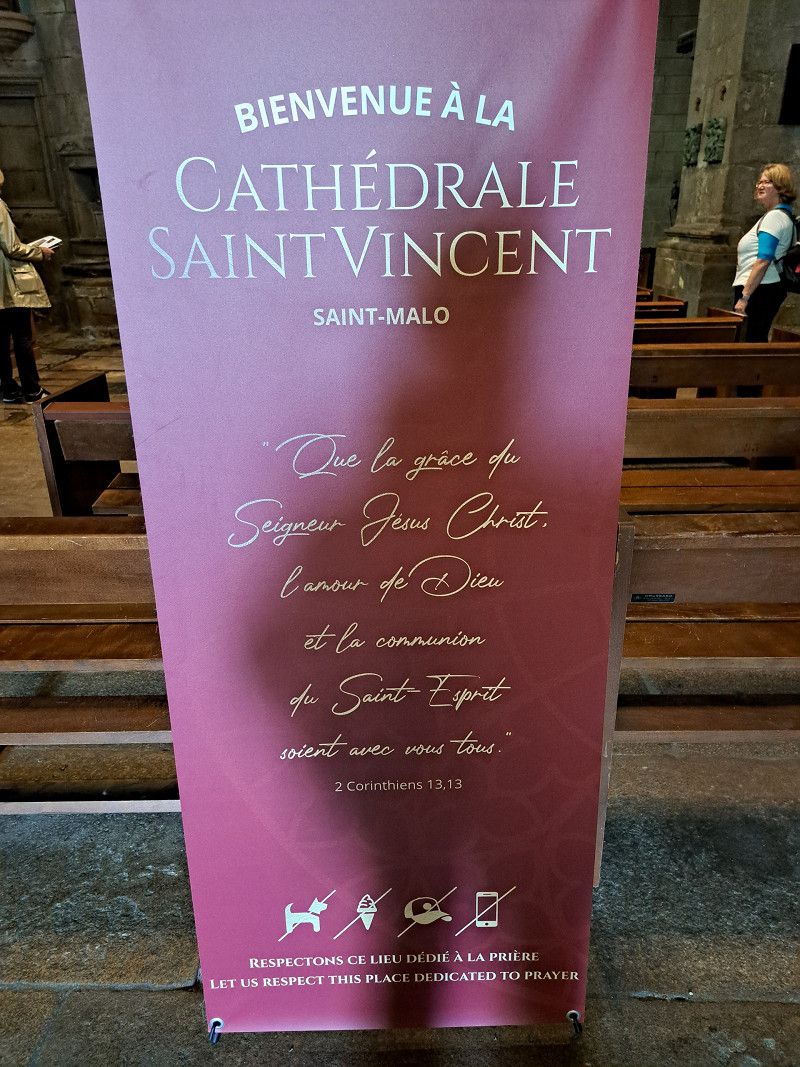 BIENVENUE À LA
CATHÉDRALE
SAINT VINCENT
SAINT-MALO
"Que la grâce du
Seigneur Jésus Christ,
l'amour de Dieu
et la communion
du Saint-Esprit
soient avec vous tous."
2 Corinthiens 13,13
RESPECTONS CE LIEU DÉDIÉ À LA PRIÈRE
LET US RESPECT THIS PLACE DEDICATED TO PRAYER